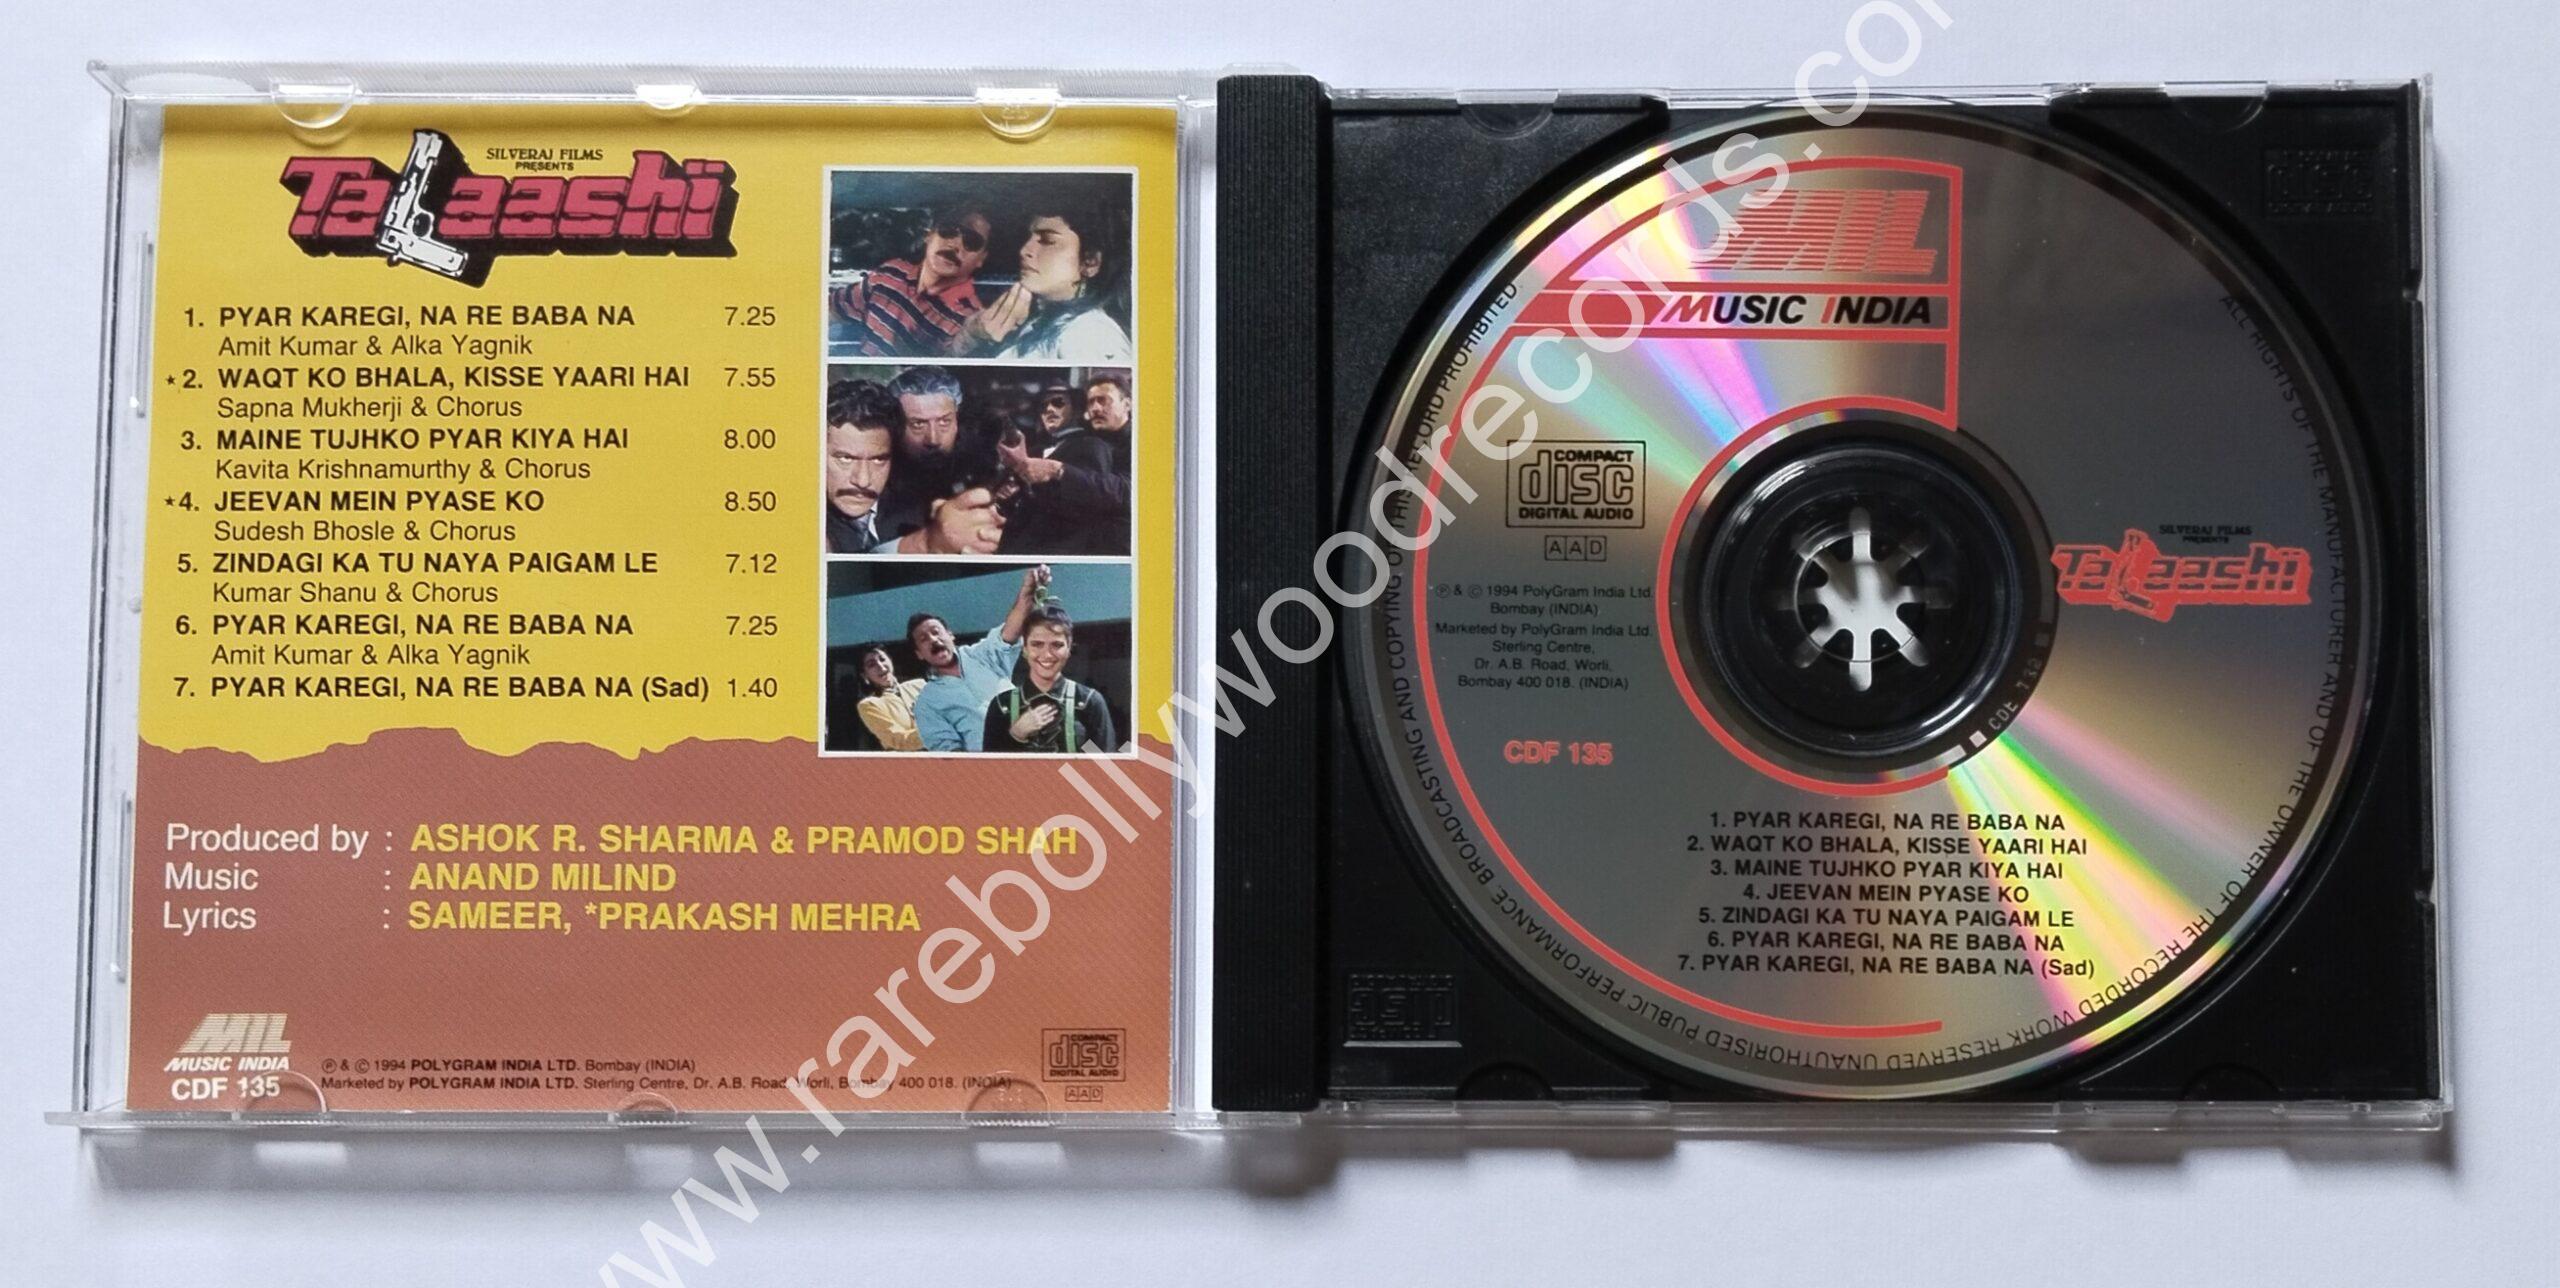 SILVERAJ FILMS
PRESENTS
TaLaashi
1. PYAR KAREGI, NA RE BABA NA 7.25
Amit Kumar & Alka Yagnik
*2. WAQT KO BHALA, KISSE YAARI HAI 7.55
Sapna Mukherji & Chorus
3. MAINE TUJHKO PYAR KIYA HAI 8.00
Kavita Krishnamurthy & Chorus
*4. JEEVAN MEIN PYASE KO 8.50
Sudesh Bhosle & Chorus
5. ZINDAGI KA TU NAYA PAIGAM LE 7.12
Kumar Shanu & Chorus
6. PYAR KAREGI, NA RE BABA NA 7.25
Amit Kumar & Alka Yagnik
7. PYAR KAREGI, NA RE BABA NA (Sad) 1.40
Produced by : ASHOK R. SHARMA & PRAMOD SHAH
Music : ANAND MILIND
Lyrics : SAMEER, *PRAKASH MEHRA
MIL
MUSIC INDIA
CDF 135
℗ & © 1994 POLYGRAM INDIA LTD. Bombay (INDIA)
Marketed by POLYGRAM INDIA LTD. Sterling Centre, Dr. A.B. Road, Worli, Bombay 400 018. (INDIA)
COMPACT
disc
DIGITAL AUDIO
AAD
MIL
MUSIC INDIA
COMPACT
disc
DIGITAL AUDIO
AAD
℗ & © 1994 PolyGram India Ltd.
Bombay (INDIA)
Marketed by PolyGram India Ltd.
Sterling Centre,
Dr. A.B. Road, Worli,
Bombay 400 018. (INDIA)
CDF 135
SILVERAJ FILMS
PRESENTS
TaLaashi
1. PYAR KAREGI, NA RE BABA NA
2. WAQT KO BHALA, KISSE YAARI HAI
3. MAINE TUJHKO PYAR KIYA HAI
4. JEEVAN MEIN PYASE KO
5. ZINDAGI KA TU NAYA PAIGAM LE
6. PYAR KAREGI, NA RE BABA NA
7. PYAR KAREGI, NA RE BABA NA (Sad)
ALL RIGHTS OF THE MANUFACTURER AND OF THE OWNER OF THE RECORDED WORK RESERVED UNAUTHORISED PUBLIC PERFORMANCE, BROADCASTING AND COPYING OF THIS RECORD PROHIBITED.
www.rarebollywoodrecords.com